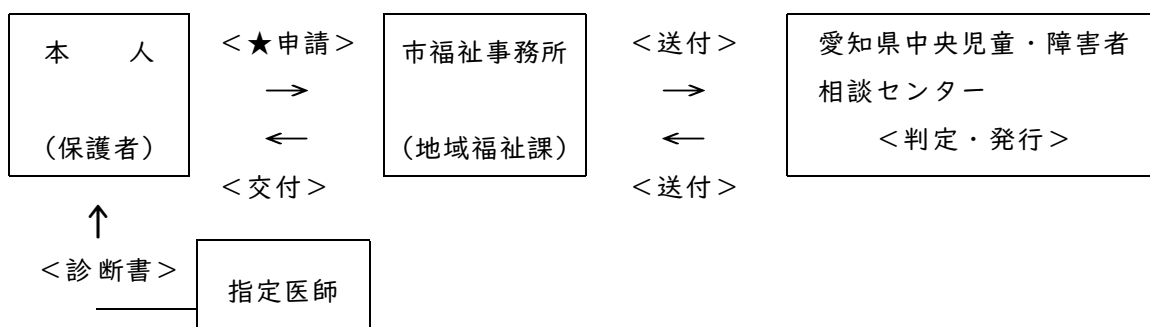 本　　人
(保護者)
＜★申請＞
→
←
＜交付＞
市福祉事務所
(地域福祉課)
＜送付＞
→
←
＜送付＞
愛知県中央児童・障害者
相談センター
＜判定・発行＞
↑
＜診断書＞
指定医師